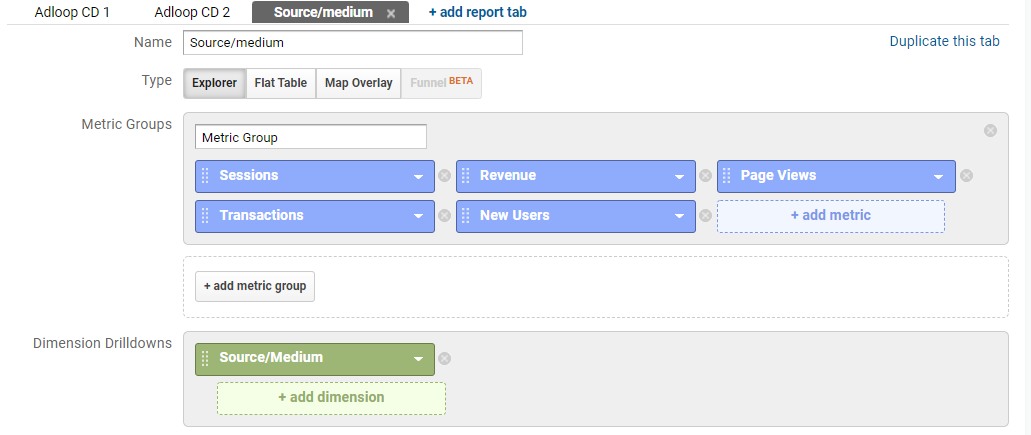 Adloop CD 1 Adloop CD 2 Source/medium x + add report tab
Name Source/medium Duplicate this tab
Type Explorer Flat Table Map Overlay Funnel BETA
Metric Groups
Metric Group
Sessions Revenue Page Views
Transactions New Users + add metric
+ add metric group
Dimension Drilldowns
Source/Medium
+ add dimension